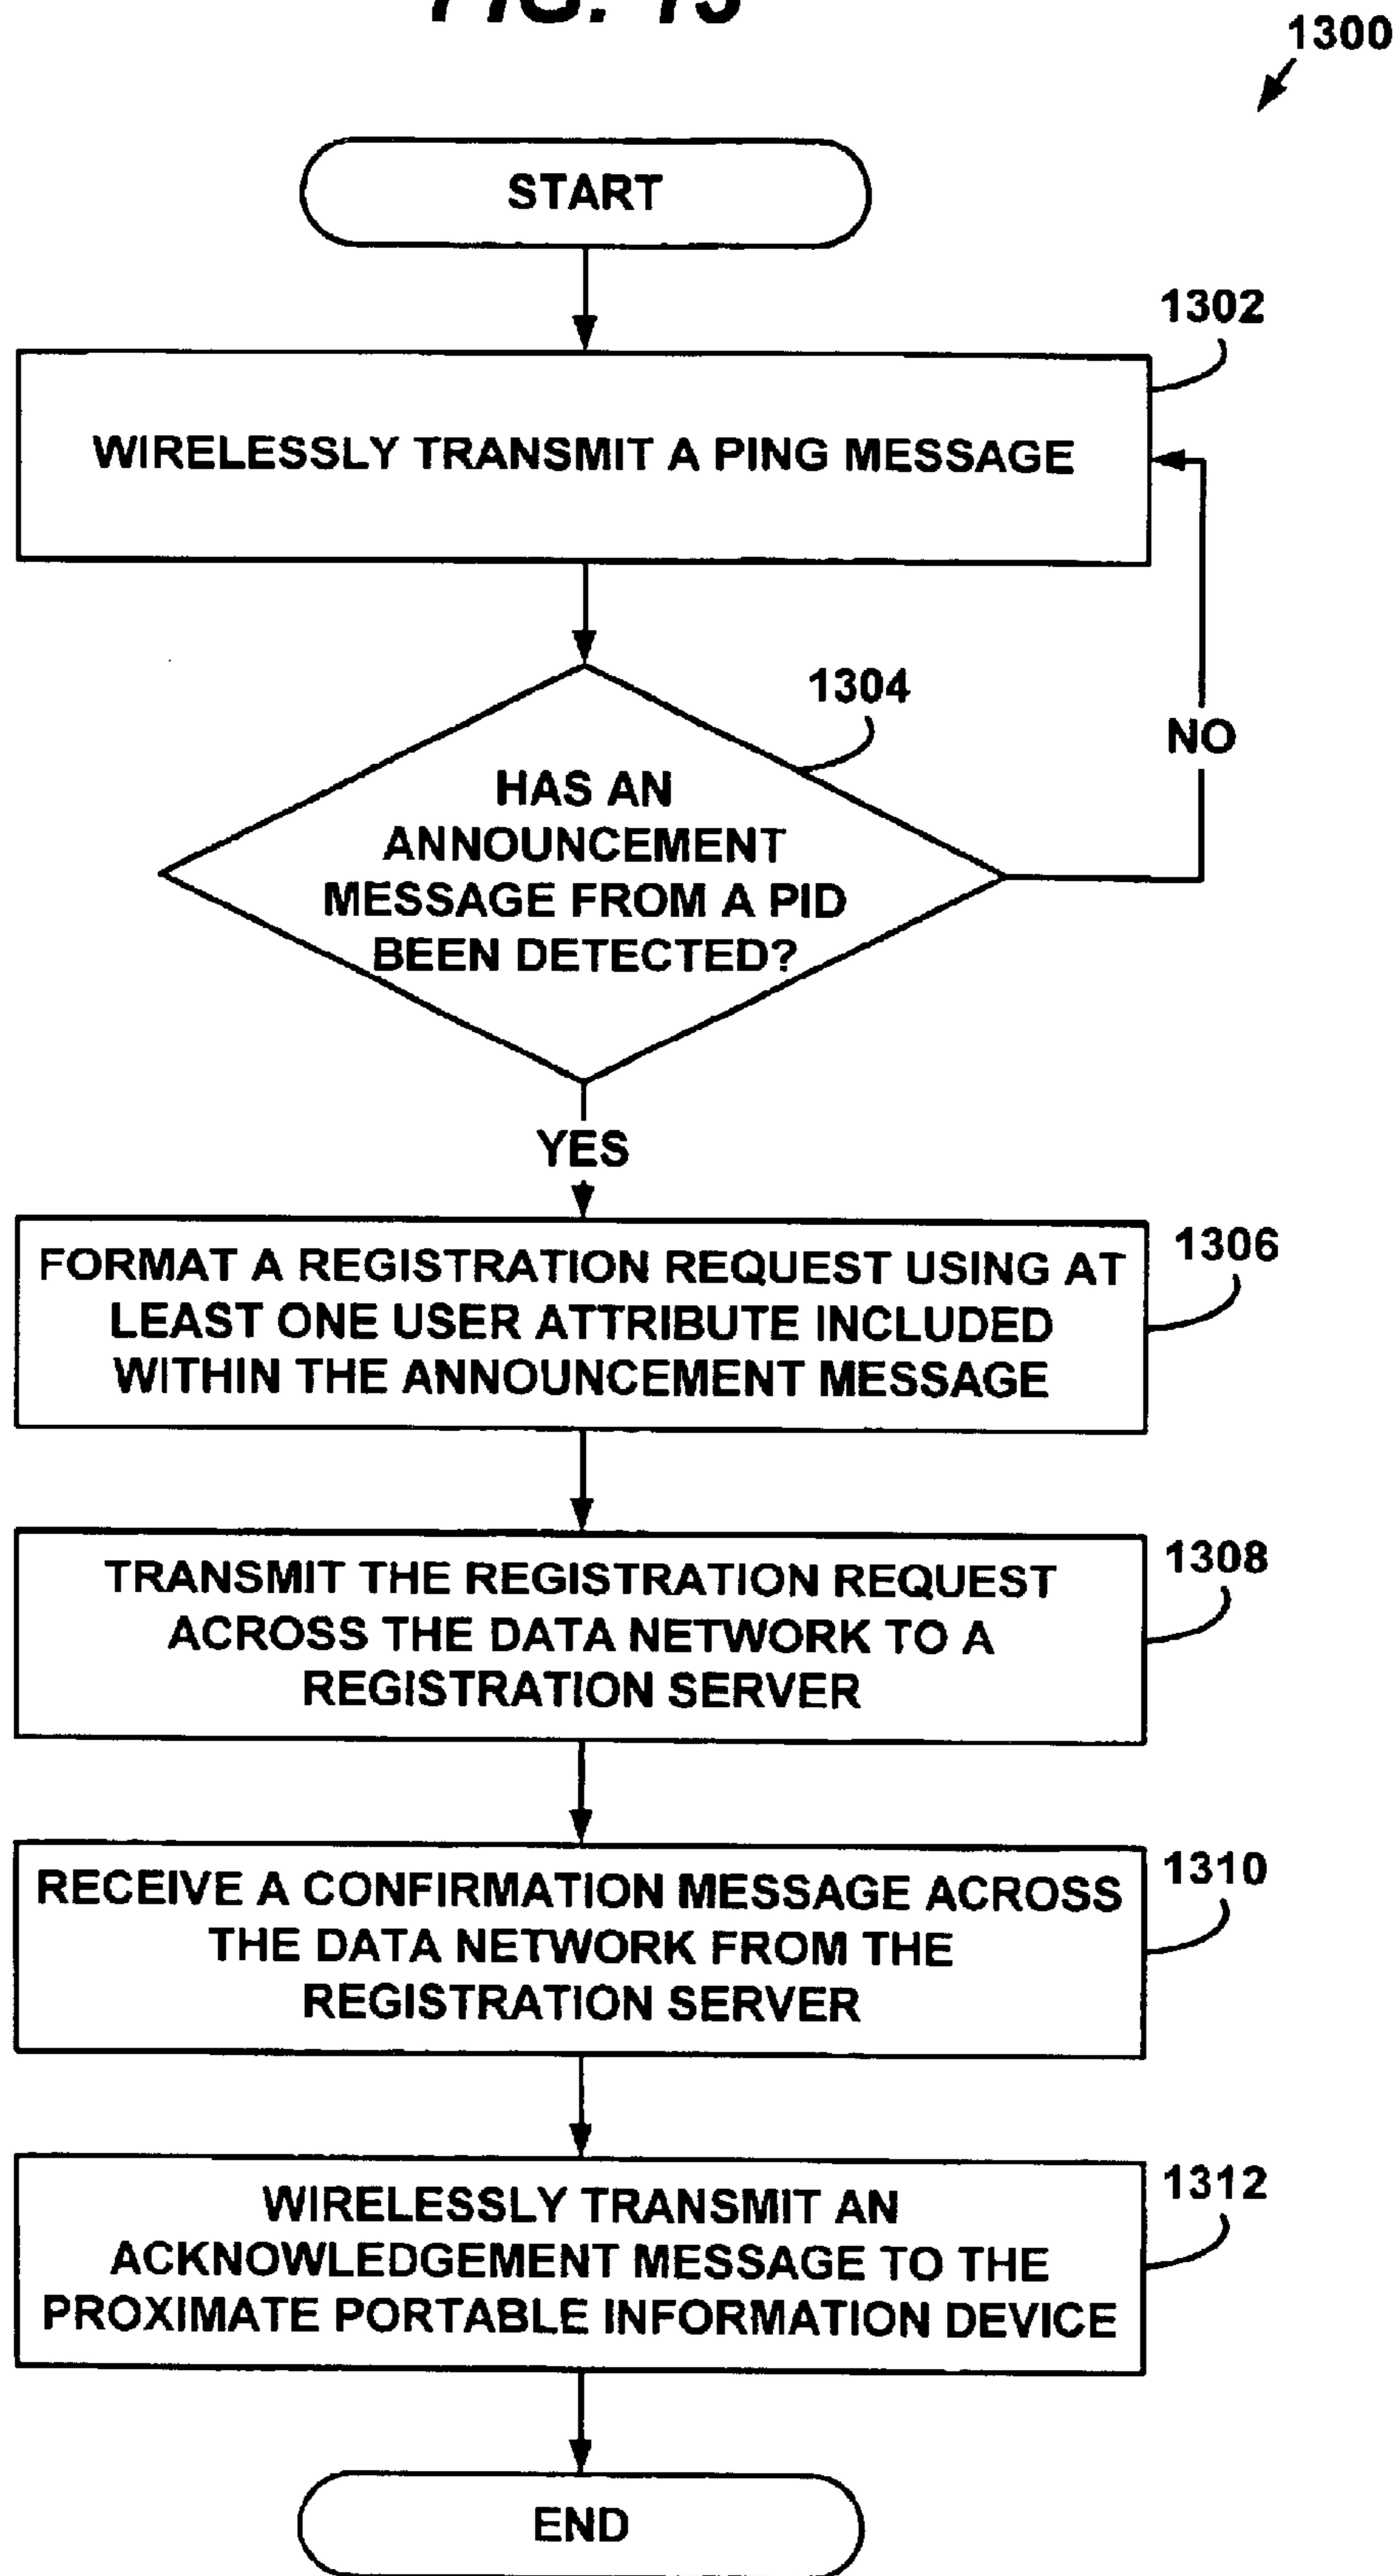 FIG. 13
1300
START
1302
WIRELESSLY TRANSMIT A PING MESSAGE
1304
NO
HAS AN
ANNOUNCEMENT
MESSAGE FROM A PID
BEEN DETECTED?
YES
1306
FORMAT A REGISTRATION REQUEST USING AT
LEAST ONE USER ATTRIBUTE INCLUDED
WITHIN THE ANNOUNCEMENT MESSAGE
1308
TRANSMIT THE REGISTRATION REQUEST
ACROSS THE DATA NETWORK TO A
REGISTRATION SERVER
1310
RECEIVE A CONFIRMATION MESSAGE ACROSS
THE DATA NETWORK FROM THE
REGISTRATION SERVER
1312
WIRELESSLY TRANSMIT AN
ACKNOWLEDGEMENT MESSAGE TO THE
PROXIMATE PORTABLE INFORMATION DEVICE
END